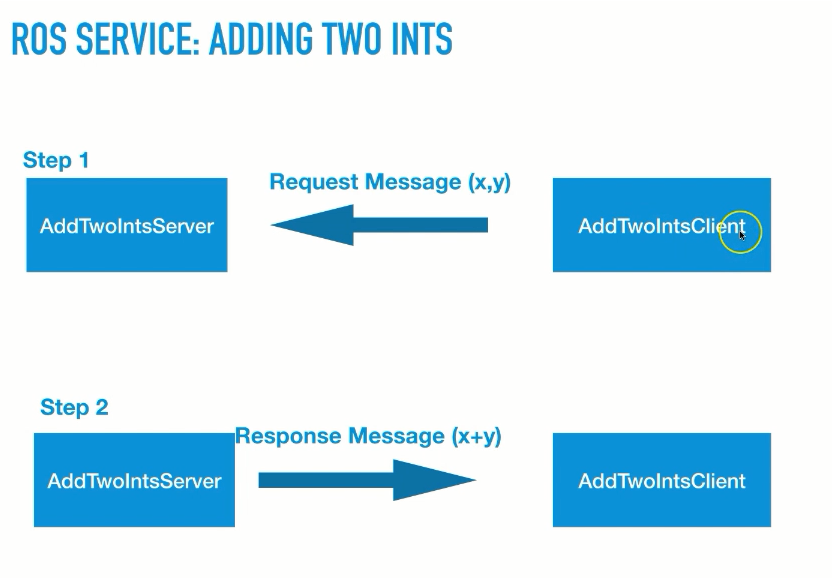 ROS SERVICE: ADDING TWO INTS
Step 1
Request Message (x,y)
AddTwoIntsServer
AddTwoIntsClient
Step 2
Response Message (x+y)
AddTwoIntsServer
AddTwoIntsClient